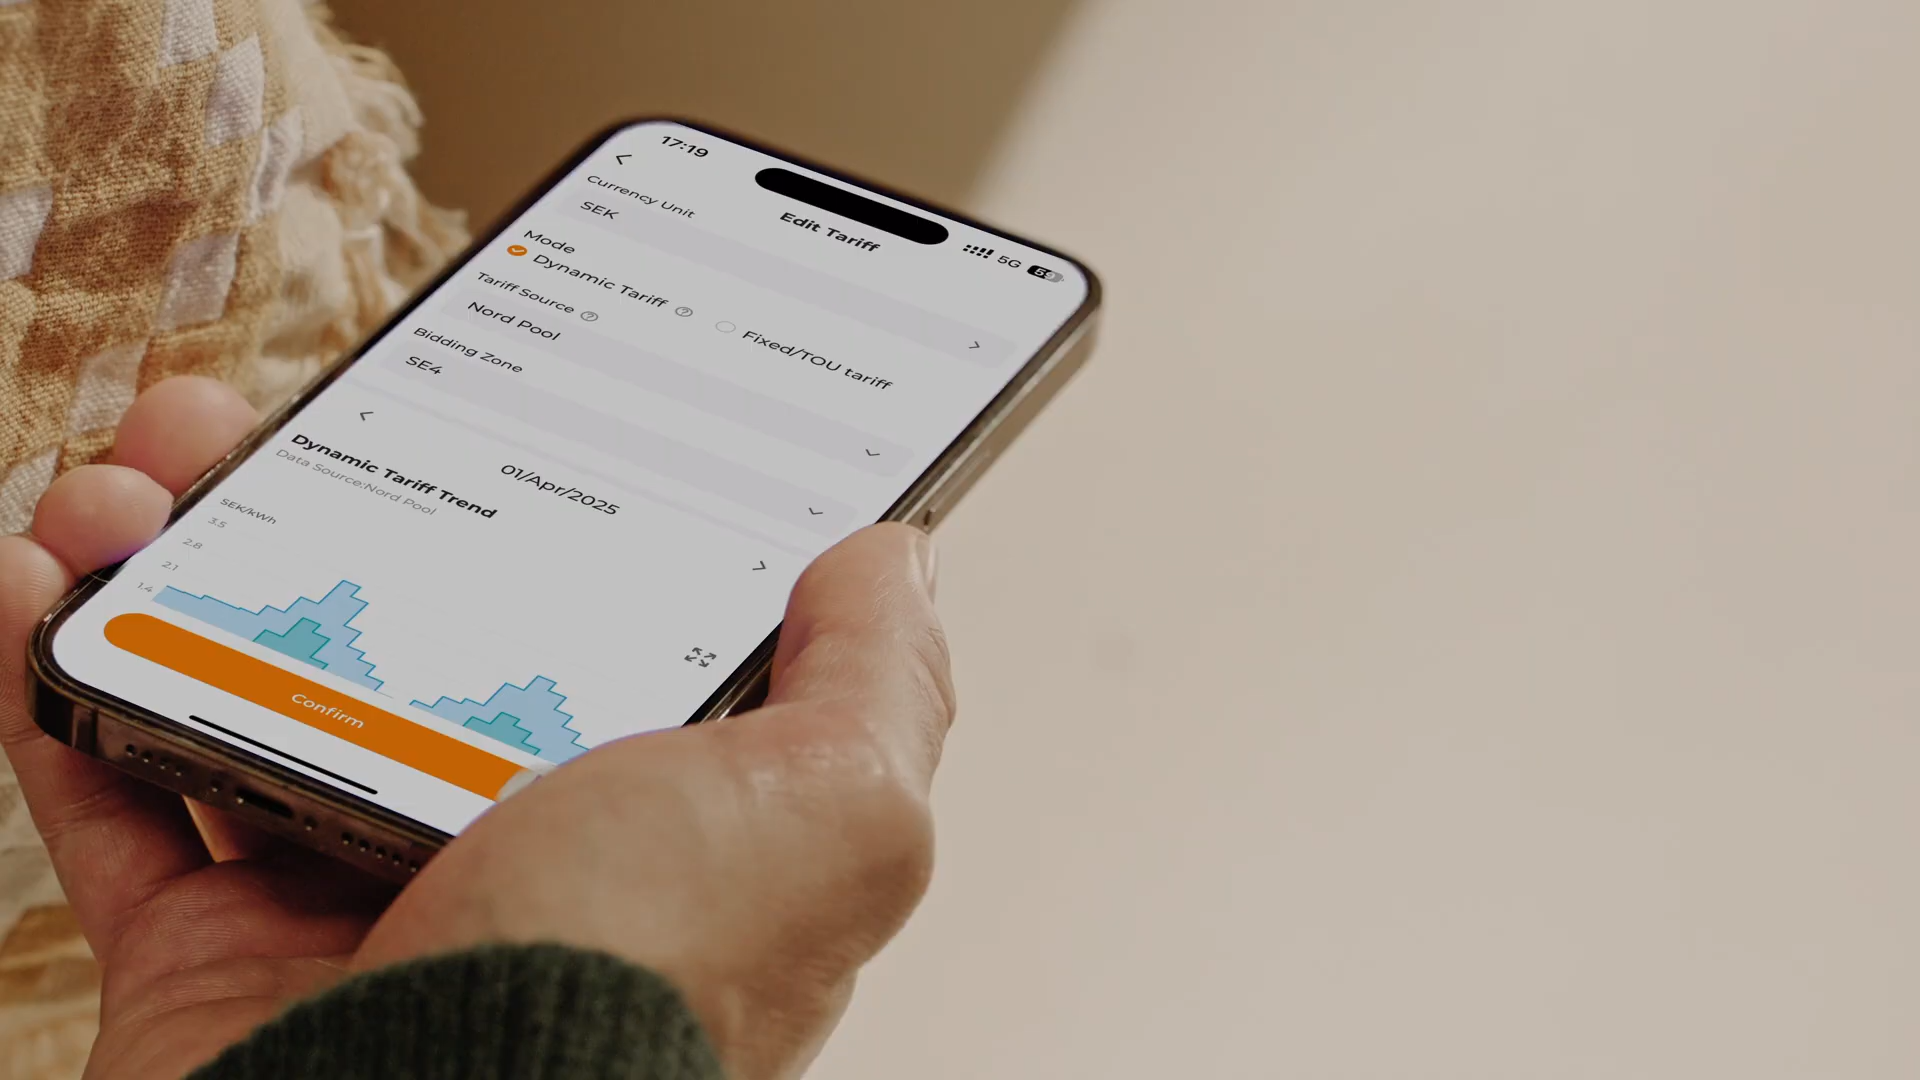 17:19
5G 59
Edit Tariff
Currency Unit
SEK
Mode
Dynamic Tariff
Fixed/TOU tariff
Tariff Source
Nord Pool
Bidding Zone
SE4
01/Apr/2025
Dynamic Tariff Trend
Data Source:Nord Pool
SEK/kWh
3.5
2.8
2.1
1.4
Confirm